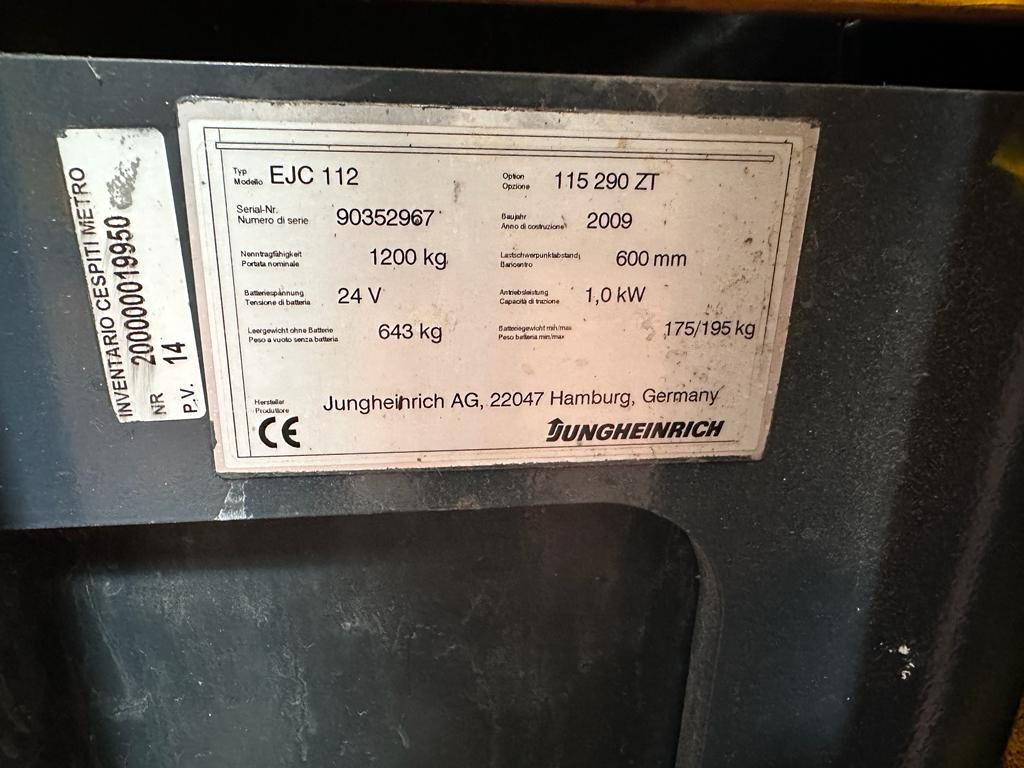 INVENTARIO CESPITI METRO
200000019950
NR
P.V. 14
Typ
Modello EJC 112
Option
Opzione 115 290 ZT
Serial-Nr.
Numero di serie 90352967
Baujahr
Anno di costruzione 2009
Nenntragfähigkeit
Portata nominale 1200 kg
Lastschwerpunktabstand
Baricentro 600 mm
Batteriespannung
Tensione di batteria 24 V
Antriebsleistung
Capacità di trazione 1,0 kW
Leergewicht ohne Batterie
Peso a vuoto senza batteria 643 kg
Batteriegewicht min/max
Peso batteria min/max 175/195 kg
Hersteller
Produttore Jungheinrich AG, 22047 Hamburg, Germany
CE
JUNGHEINRICH